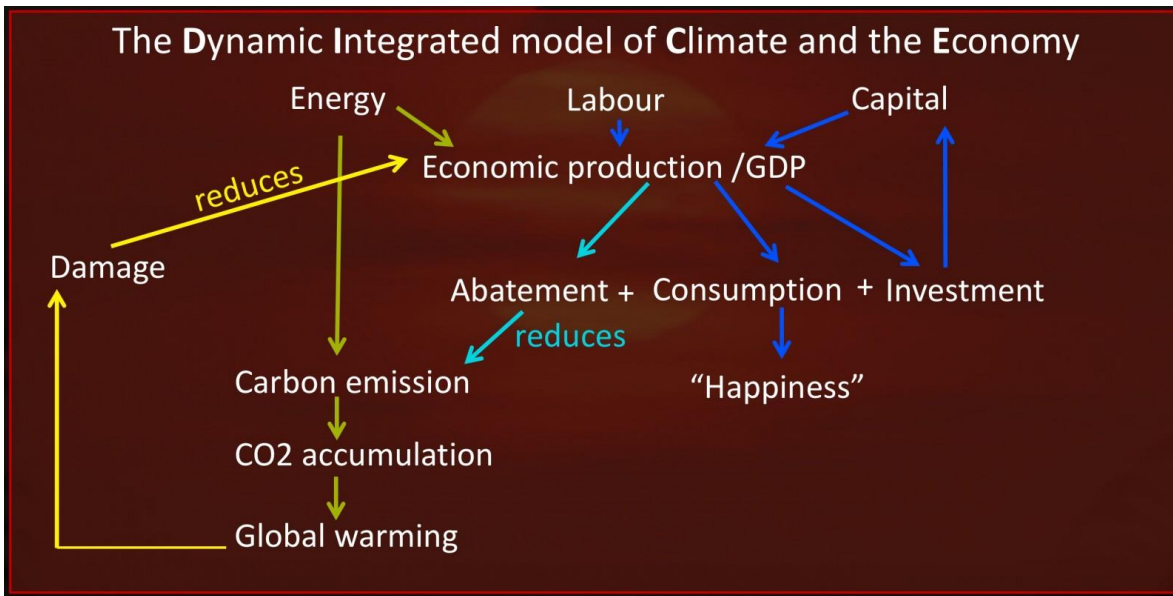 The Dynamic Integrated model of Climate and the Economy
Energy
Labour
Capital
Economic production /GDP
reduces
Damage
Abatement + Consumption + Investment
reduces
Carbon emission
“Happiness”
CO2 accumulation
Global warming